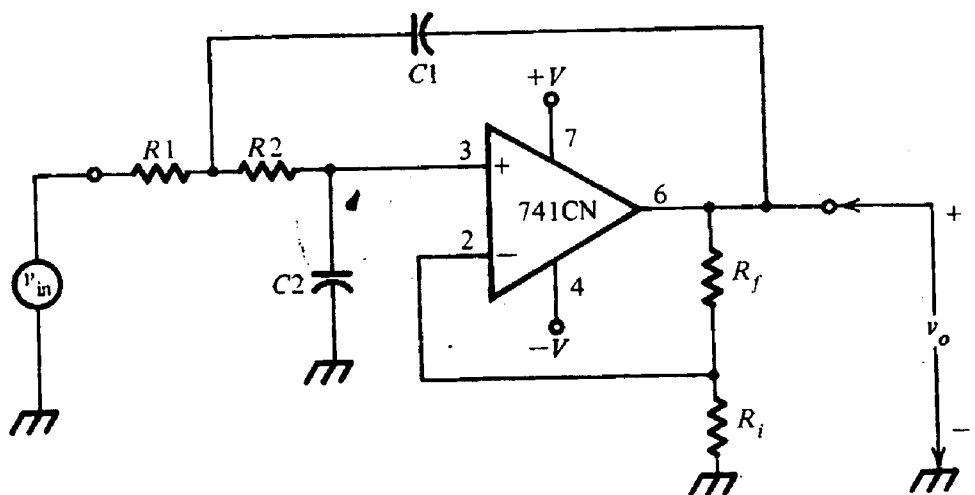 C1
+V
R1
R2
3
+
7
741CN
6
+
2
−
4
C2
R_f
v_in
−V
v_o
R_i
−